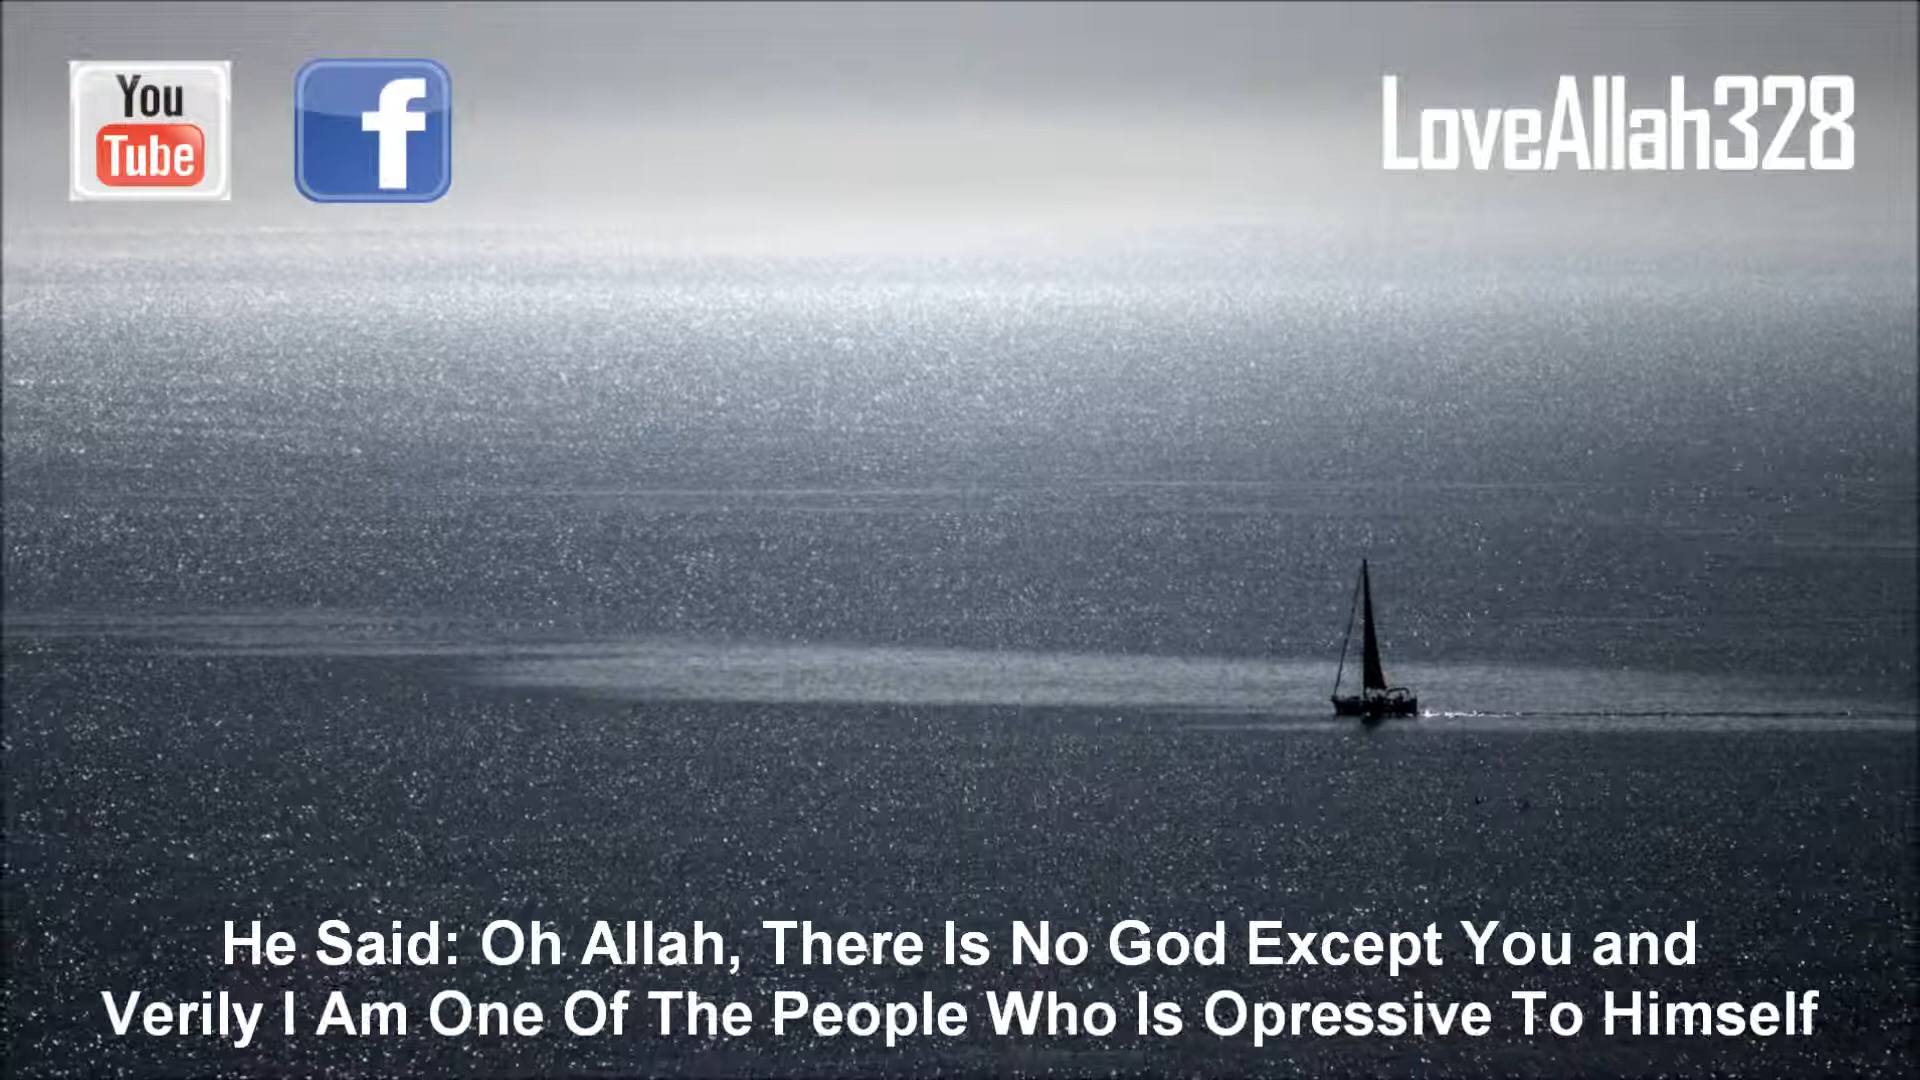 You
Tube
f
LoveAllah328
He Said: Oh Allah, There Is No God Except You and
Verily I Am One Of The People Who Is Opressive To Himself